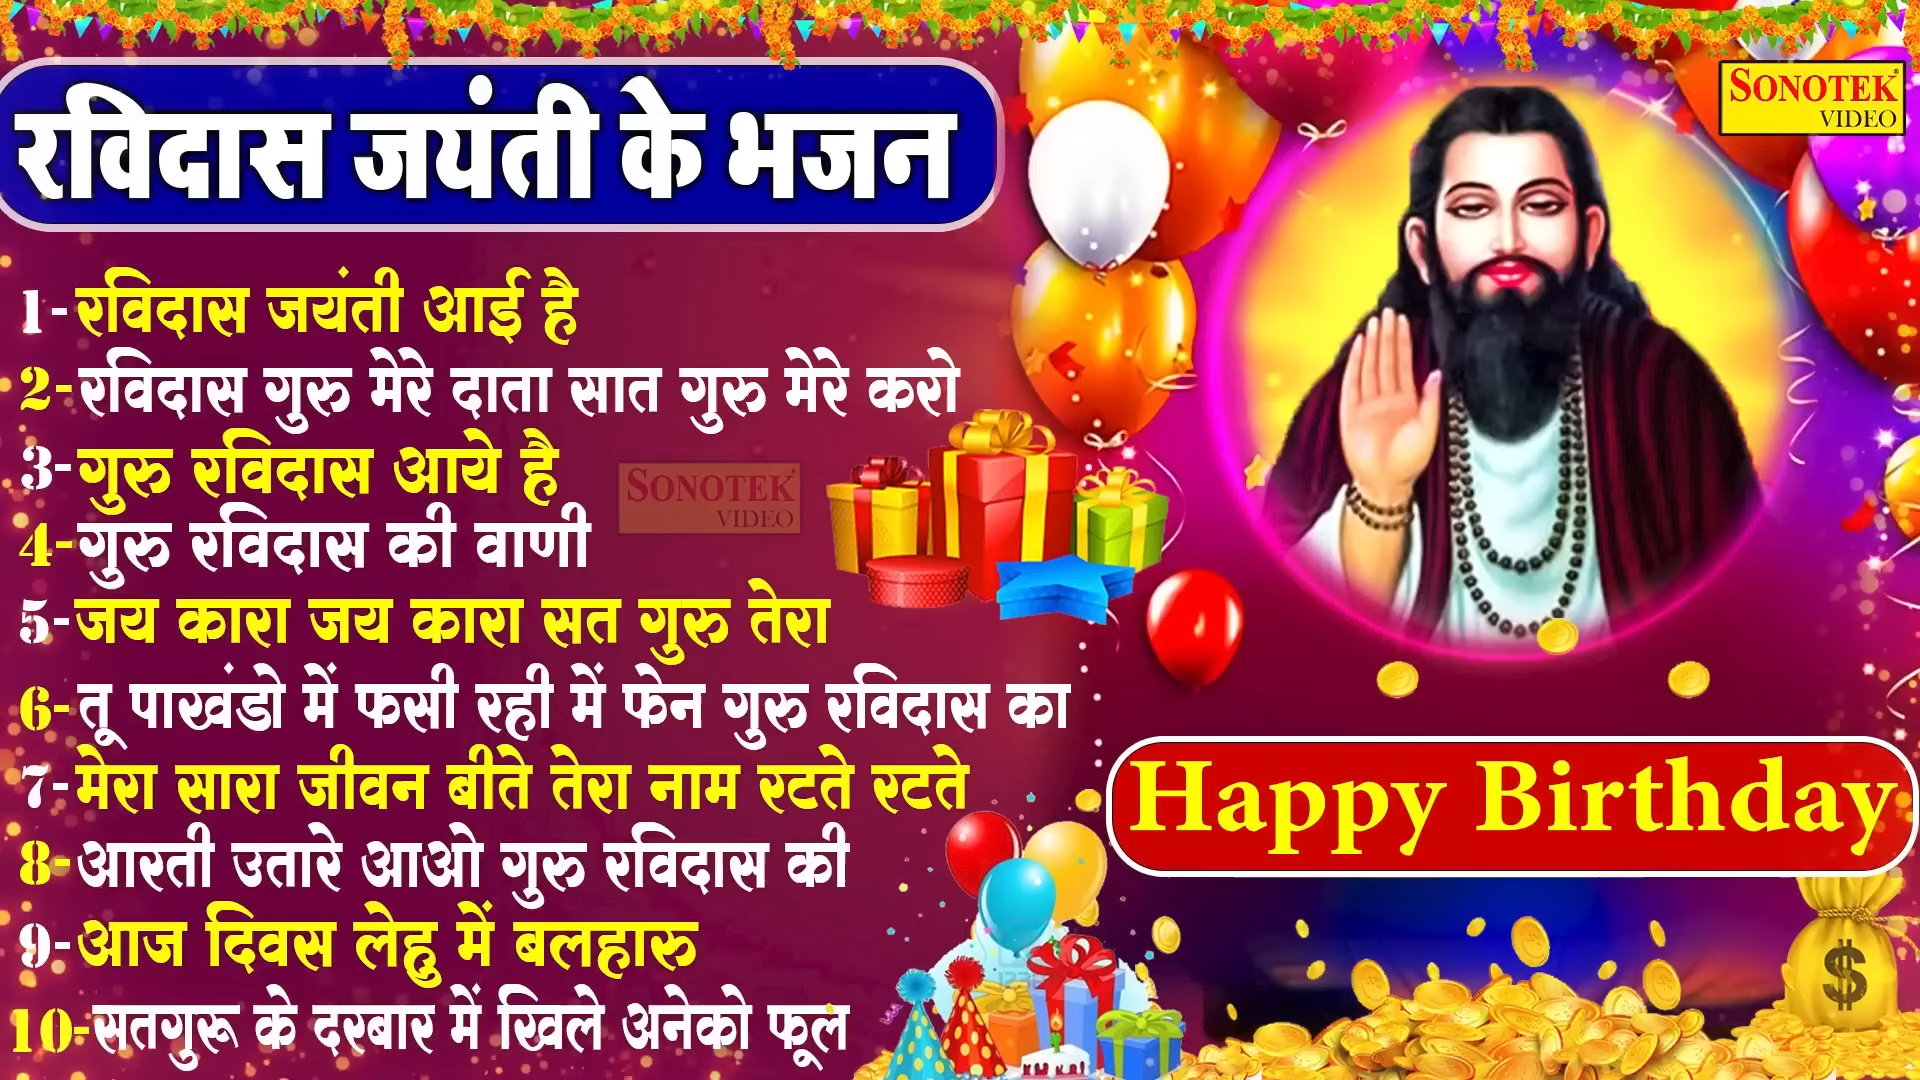 रविदास जयंती के भजन
SONOTEK
VIDEO
1-रविदास जयंती आई है
2-रविदास गुरु मेरे दाता सात गुरु मेरे करो
3-गुरु रविदास आये है
SONOTEK
VIDEO
4-गुरु रविदास की वाणी
5-जय कारा जय कारा सत गुरु तेरा
6-तू पाखंडो में फसी रही में फेन गुरु रविदास का
7-मेरा सारा जीवन बीते तेरा नाम रटते रटते
Happy Birthday
8-आरती उतारे आओ गुरु रविदास की
9-आज दिवस लेहु में बलहारु
10-सतगुरू के दरबार में खिले अनेको फूल
$